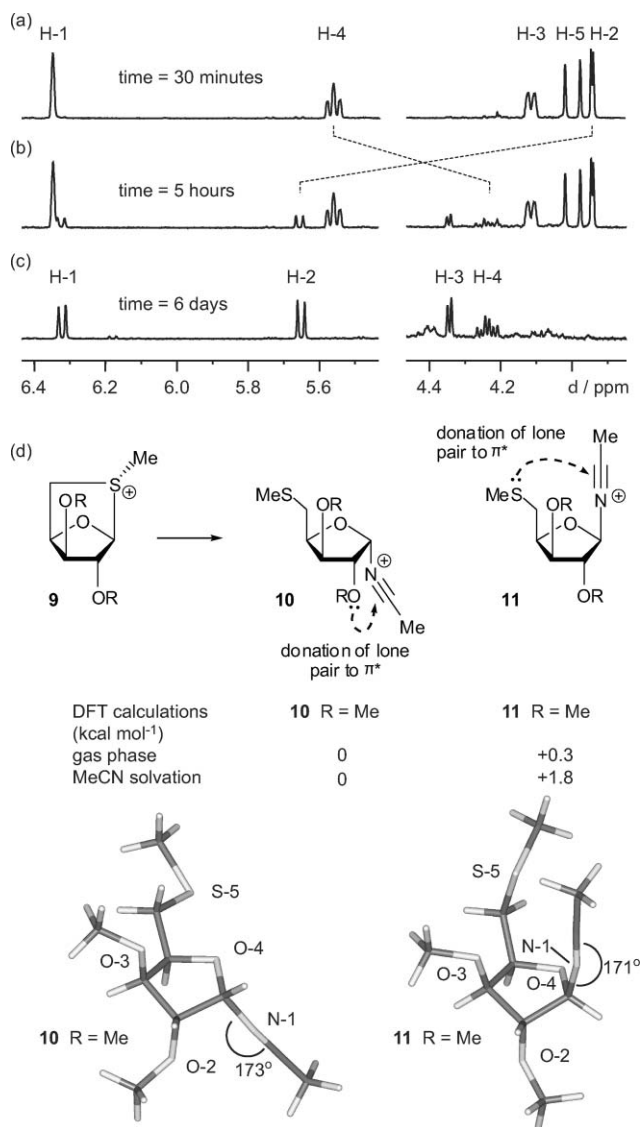 (a)
H-1 H-4 H-3 H-5 H-2
time = 30 minutes
(b)
time = 5 hours
(c)
H-1 H-2 H-3 H-4
time = 6 days
6.4 6.2 6.0 5.8 5.6 4.4 4.2 d / ppm
(d)
donation of lone
pair to π*
Me
Me
S
⊕
OR
O
OR
9
MeS
OR
O
N
⊕
RO
Me
10
donation of lone
pair to π*
MeS
OR
O
N
⊕
OR
11
DFT calculations 10 R = Me 11 R = Me
(kcal mol-1)
gas phase 0 +0.3
MeCN solvation 0 +1.8
S-5
O-3
O-4
N-1
O-2
173°
10 R = Me
S-5
N-1
O-3
O-4
171°
O-2
11 R = Me